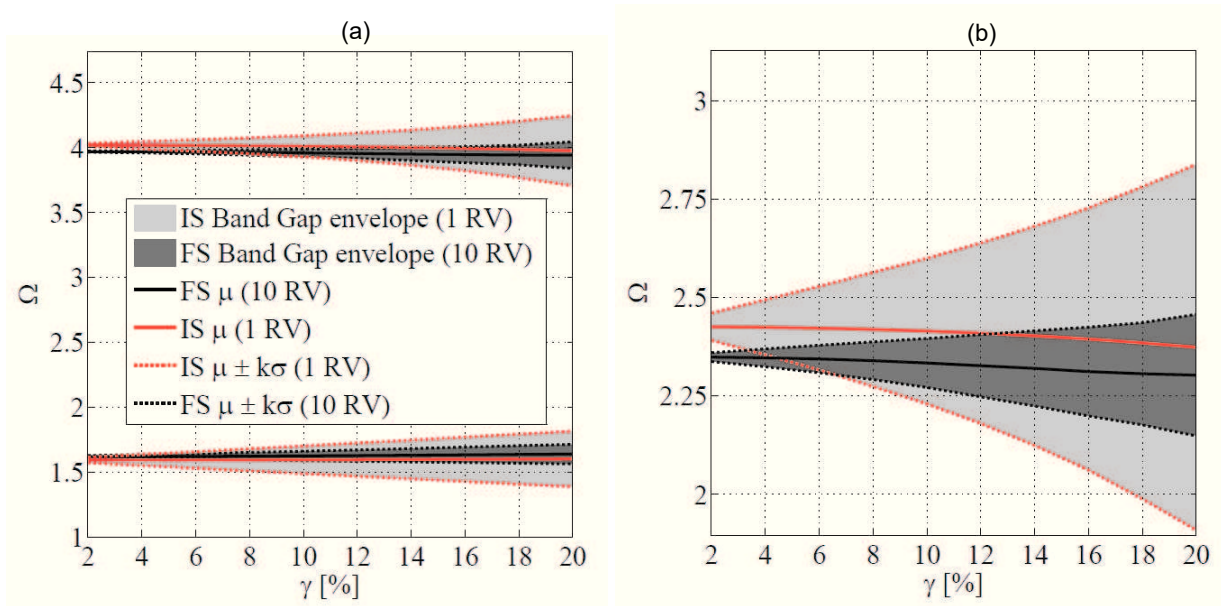 (a)
4.5
4
3.5
3
2.5
2
1.5
1
Ω
IS Band Gap envelope (1 RV)
FS Band Gap envelope (10 RV)
FS μ (10 RV)
IS μ (1 RV)
IS μ ± kσ (1 RV)
FS μ ± kσ (10 RV)
2 4 6 8 10 12 14 16 18 20
γ [%]
(b)
3
2.75
2.5
2.25
2
Ω
2 4 6 8 10 12 14 16 18 20
γ [%]